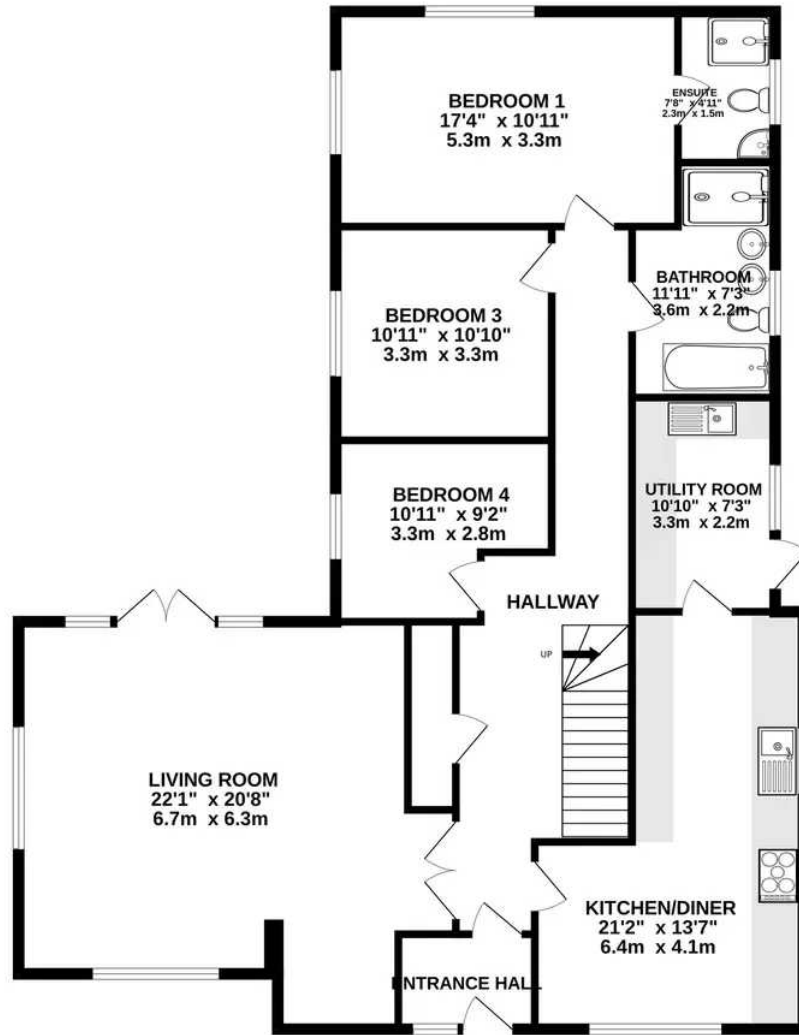 BEDROOM 1
17'4" x 10'11"
5.3m x 3.3m
ENSUITE
7'8" x 4'11"
2.3m x 1.5m
BATHROOM
11'11" x 7'3"
3.6m x 2.2m
BEDROOM 3
10'11" x 10'10"
3.3m x 3.3m
BEDROOM 4
10'11" x 9'2"
3.3m x 2.8m
UTILITY ROOM
10'10" x 7'3"
3.3m x 2.2m
HALLWAY
UP
LIVING ROOM
22'1" x 20'8"
6.7m x 6.3m
KITCHEN/DINER
21'2" x 13'7"
6.4m x 4.1m
ENTRANCE HALL